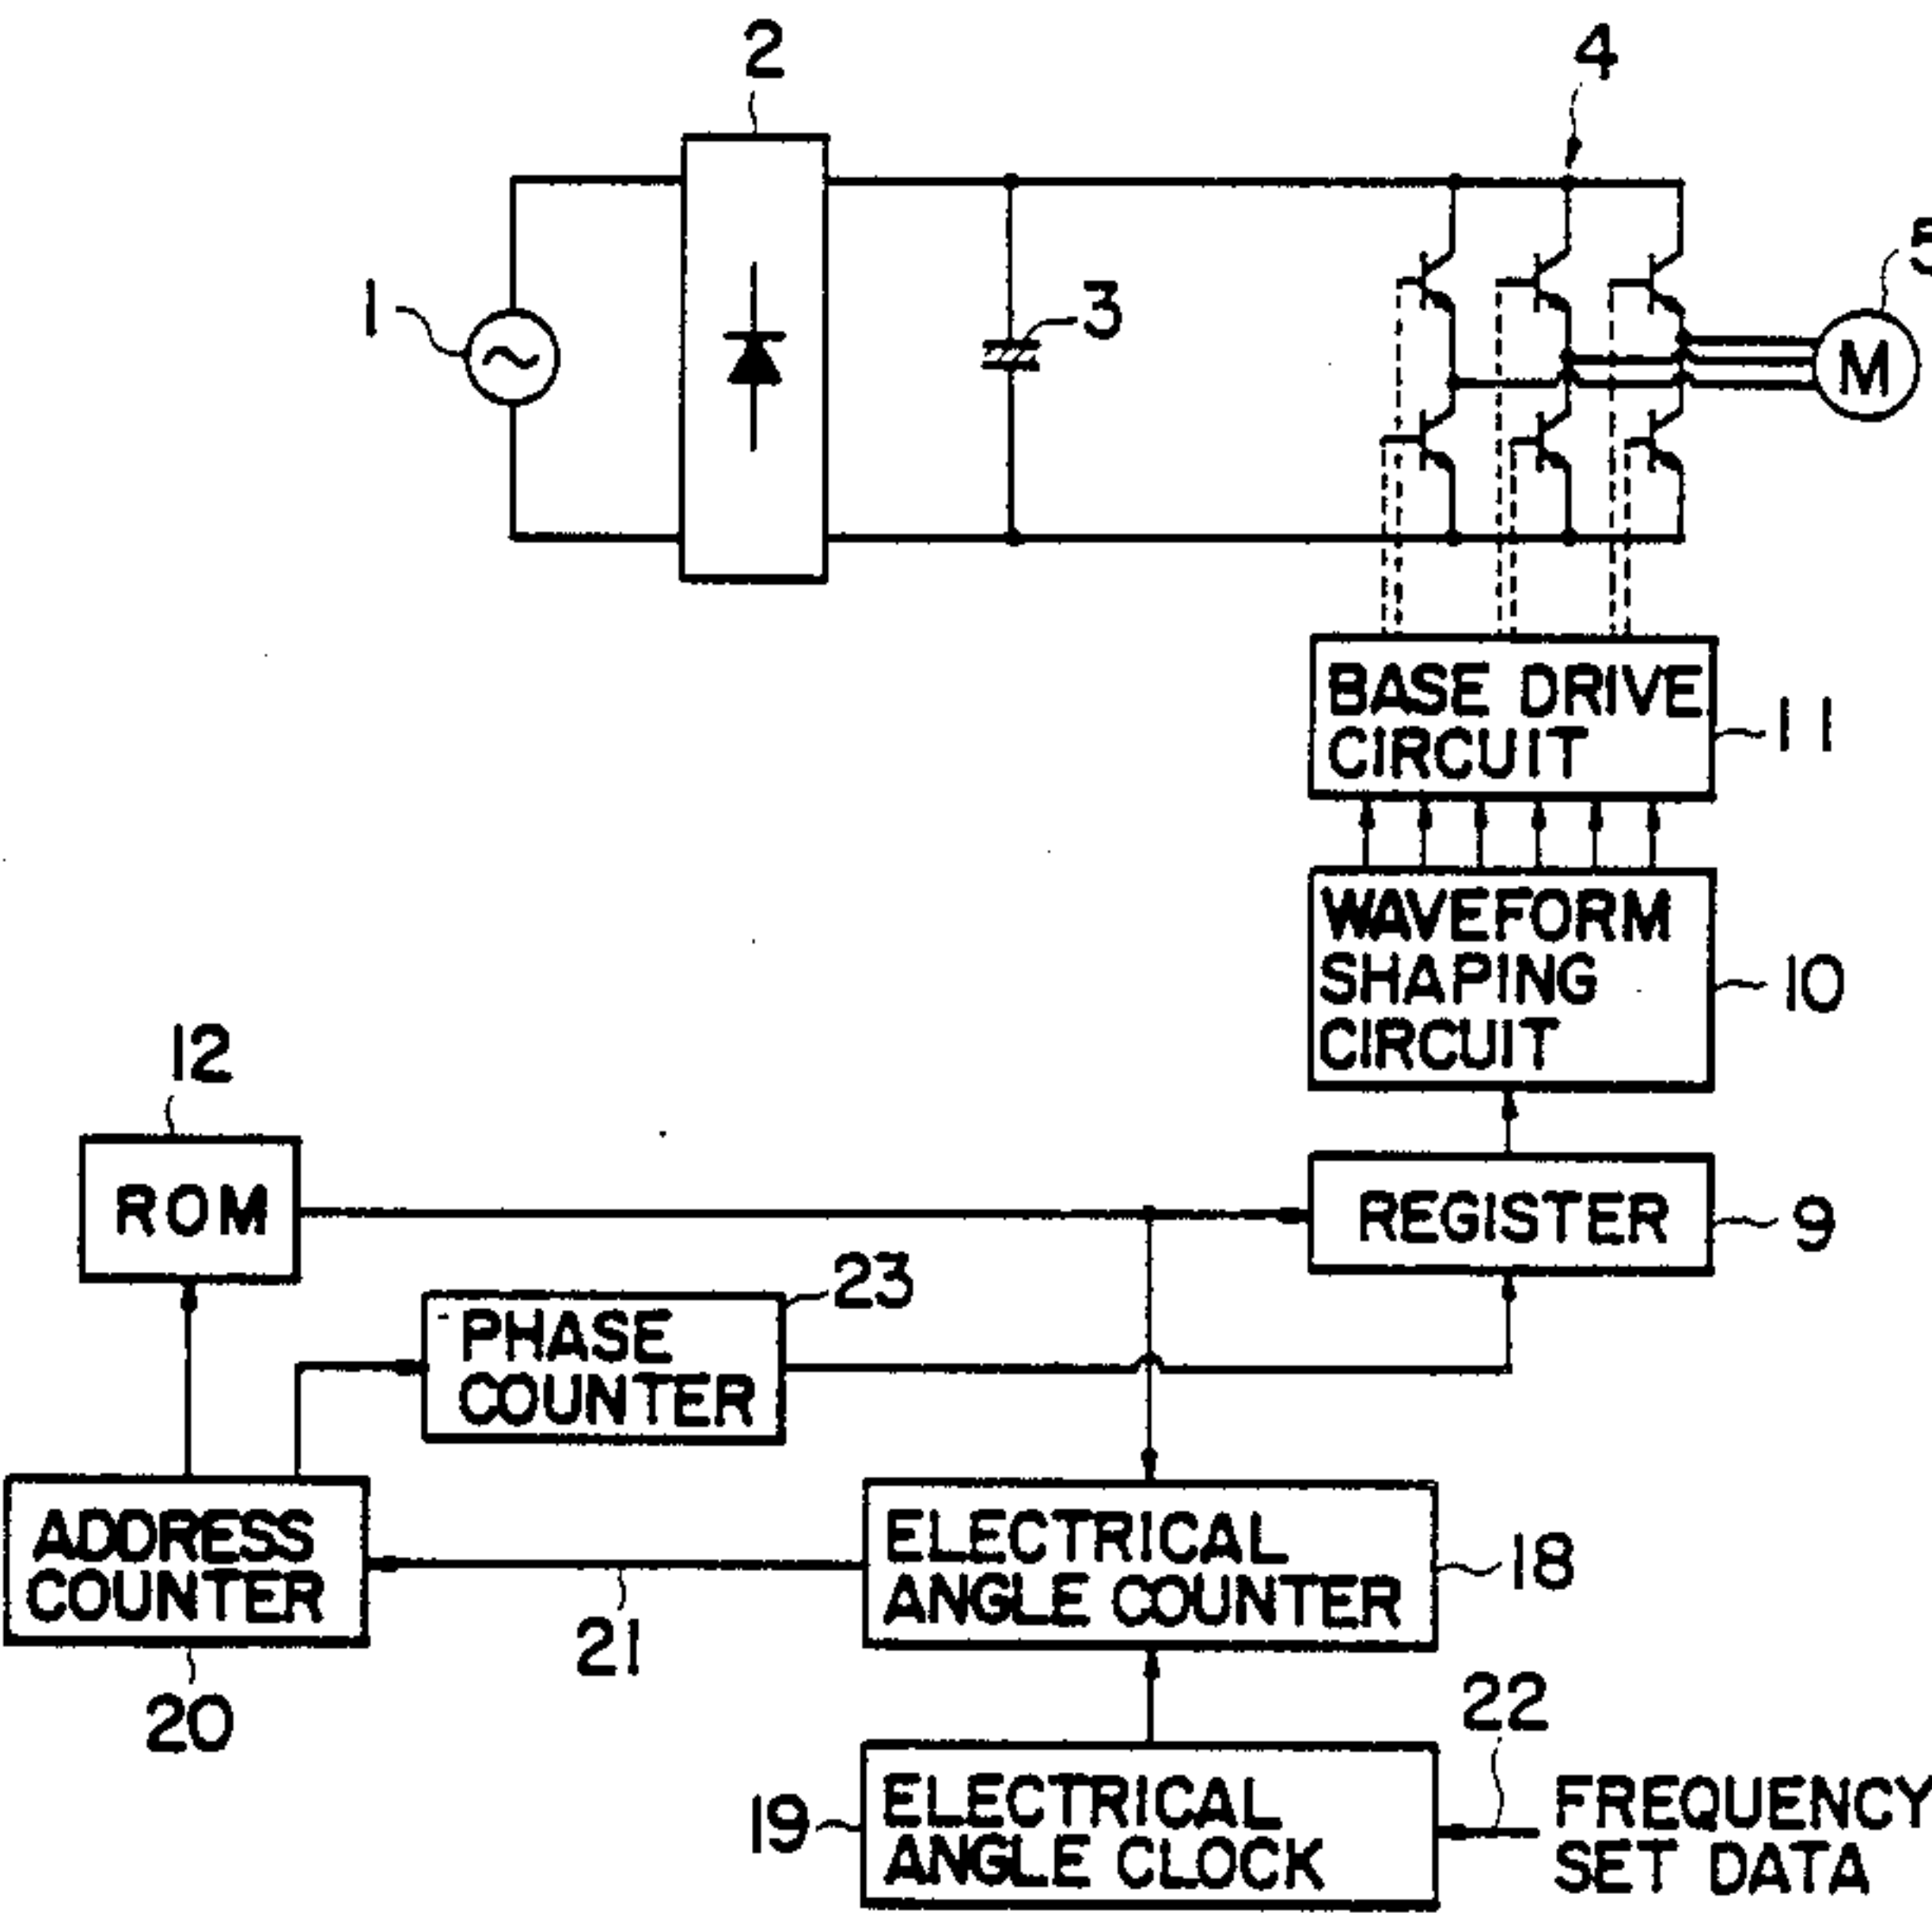 2
4
1
3
5
M
BASE DRIVE
CIRCUIT
11
WAVEFORM
SHAPING
CIRCUIT
10
12
ROM
REGISTER
9
23
PHASE
COUNTER
ADDRESS
COUNTER
20
21
ELECTRICAL
ANGLE COUNTER
18
22
19
ELECTRICAL
ANGLE CLOCK
FREQUENCY
SET DATA